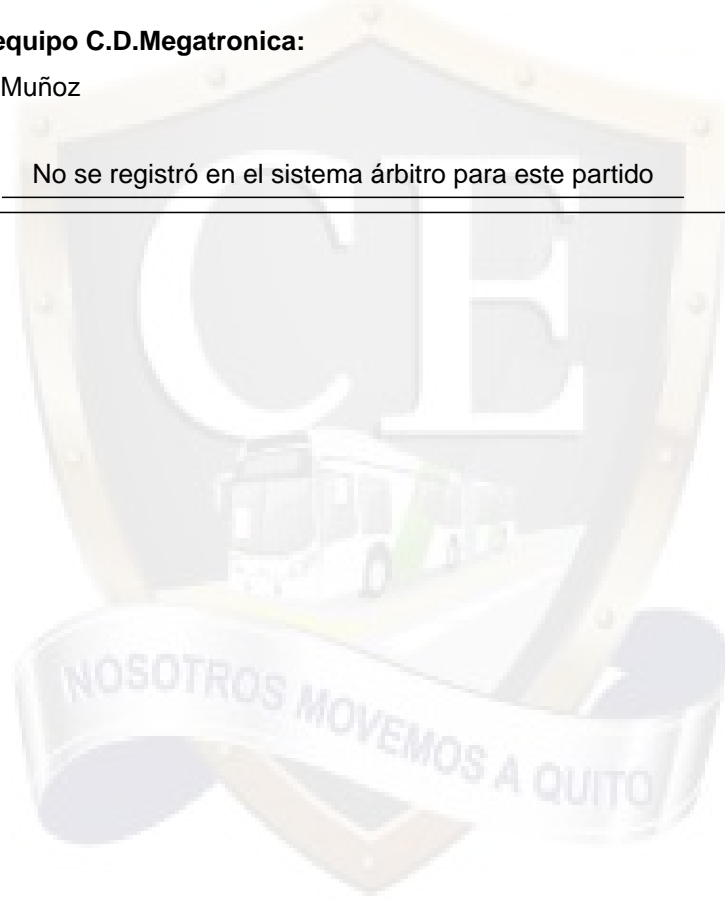 equipo C.D.Megatronica:
Muñoz
No se registró en el sistema árbitro para este partido
CE
NOSOTROS MOVEMOS A QUITO